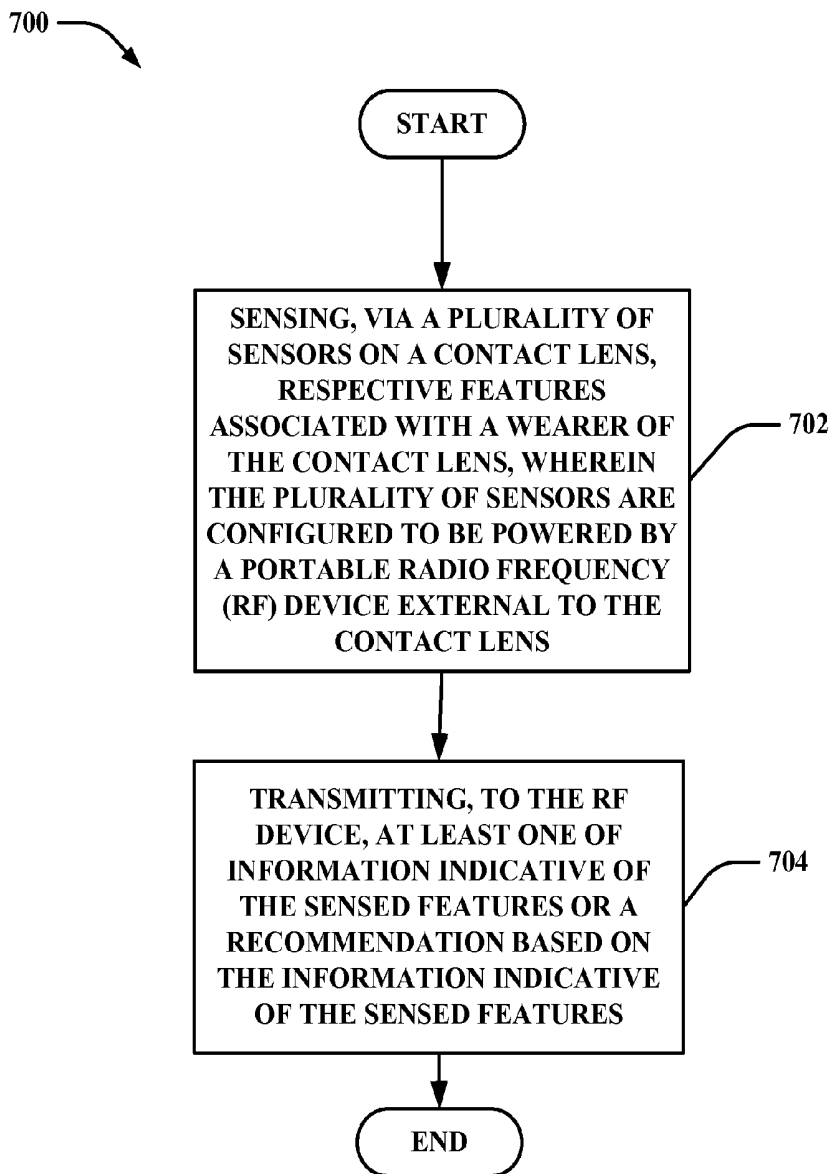 700
START
SENSING, VIA A PLURALITY OF
SENSORS ON A CONTACT LENS,
RESPECTIVE FEATURES
ASSOCIATED WITH A WEARER OF
THE CONTACT LENS, WHEREIN
THE PLURALITY OF SENSORS ARE
CONFIGURED TO BE POWERED BY
A PORTABLE RADIO FREQUENCY
(RF) DEVICE EXTERNAL TO THE
CONTACT LENS
702
TRANSMITTING, TO THE RF
DEVICE, AT LEAST ONE OF
INFORMATION INDICATIVE OF
THE SENSED FEATURES OR A
RECOMMENDATION BASED ON
THE INFORMATION INDICATIVE
OF THE SENSED FEATURES
704
END